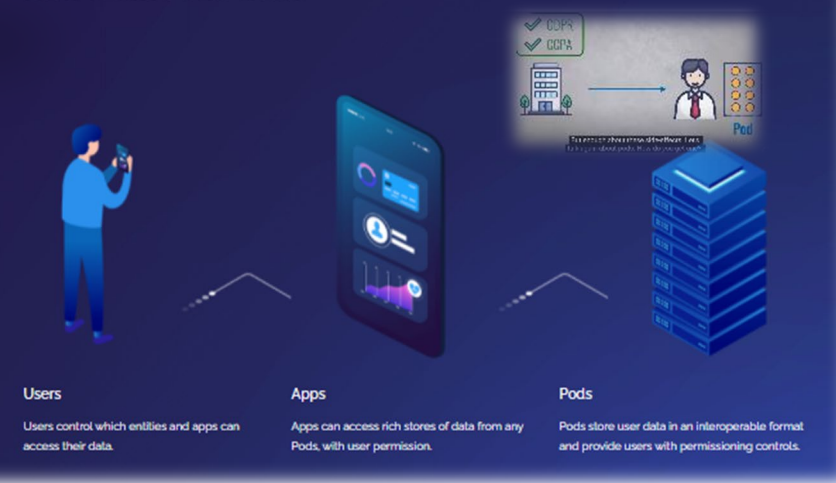 GDPR
CCPA
Pod
Users
Users control which entities and apps can
access their data.
Apps
Apps can access rich stores of data from any
Pods, with user permission.
Pods
Pods store user data in an interoperable format
and provide users with permissioning controls.